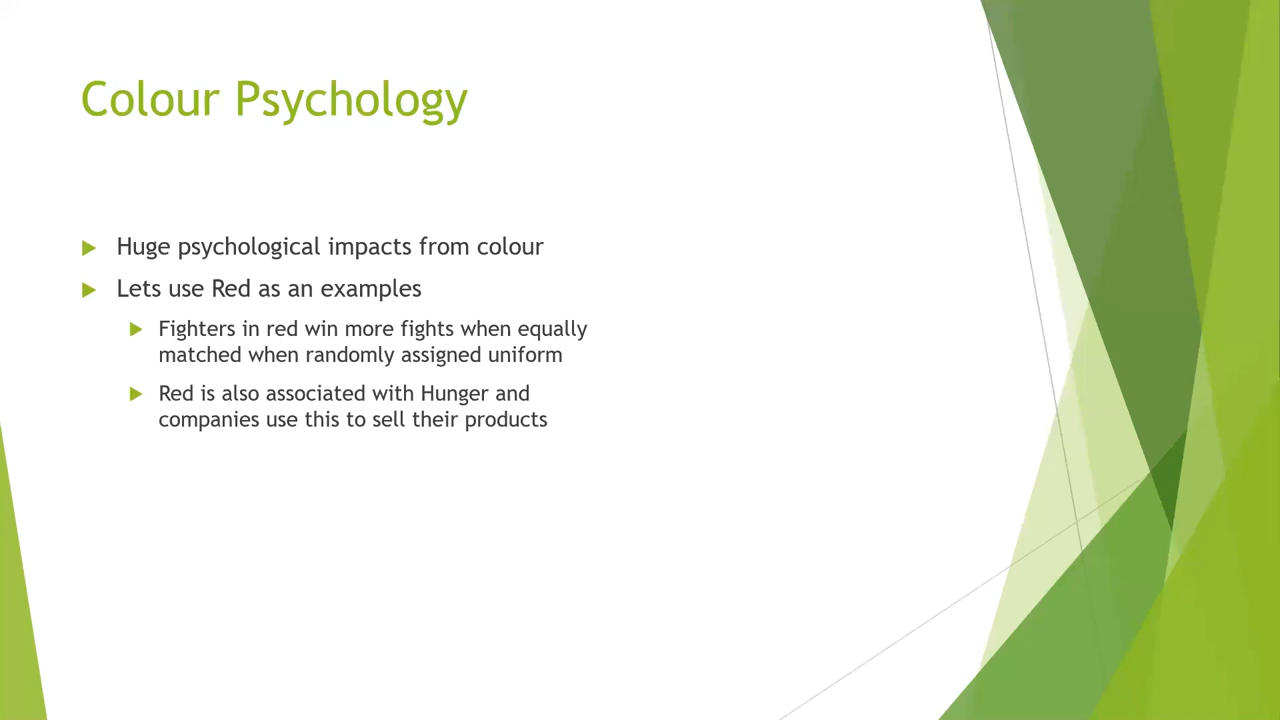 Colour Psychology
Huge psychological impacts from colour
Lets use Red as an examples
Fighters in red win more fights when equally
matched when randomly assigned uniform
Red is also associated with Hunger and
companies use this to sell their products